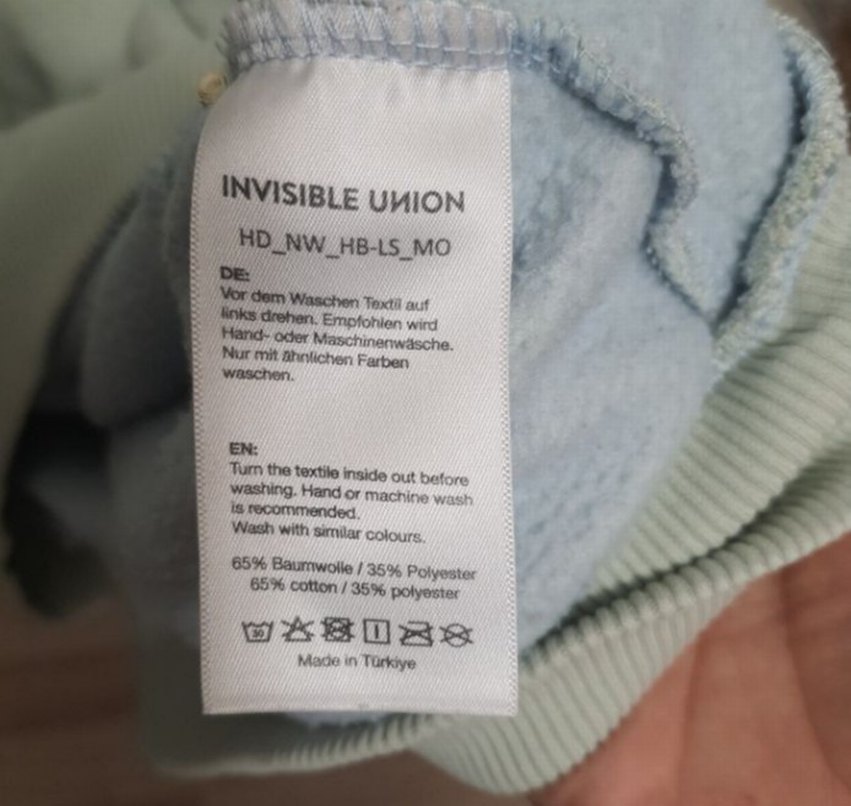 INVISIBLE UИION
HD_NW_HB-LS_MO
DE:
Vor dem Waschen Textil auf
links drehen. Empfohlen wird
Hand- oder Maschinenwäsche.
Nur mit ähnlichen Farben
waschen.
EN:
Turn the textile inside out before
washing. Hand or machine wash
is recommended.
Wash with similar colours.
65% Baumwolle / 35% Polyester
65% cotton / 35% polyester
30
Made in Türkiye